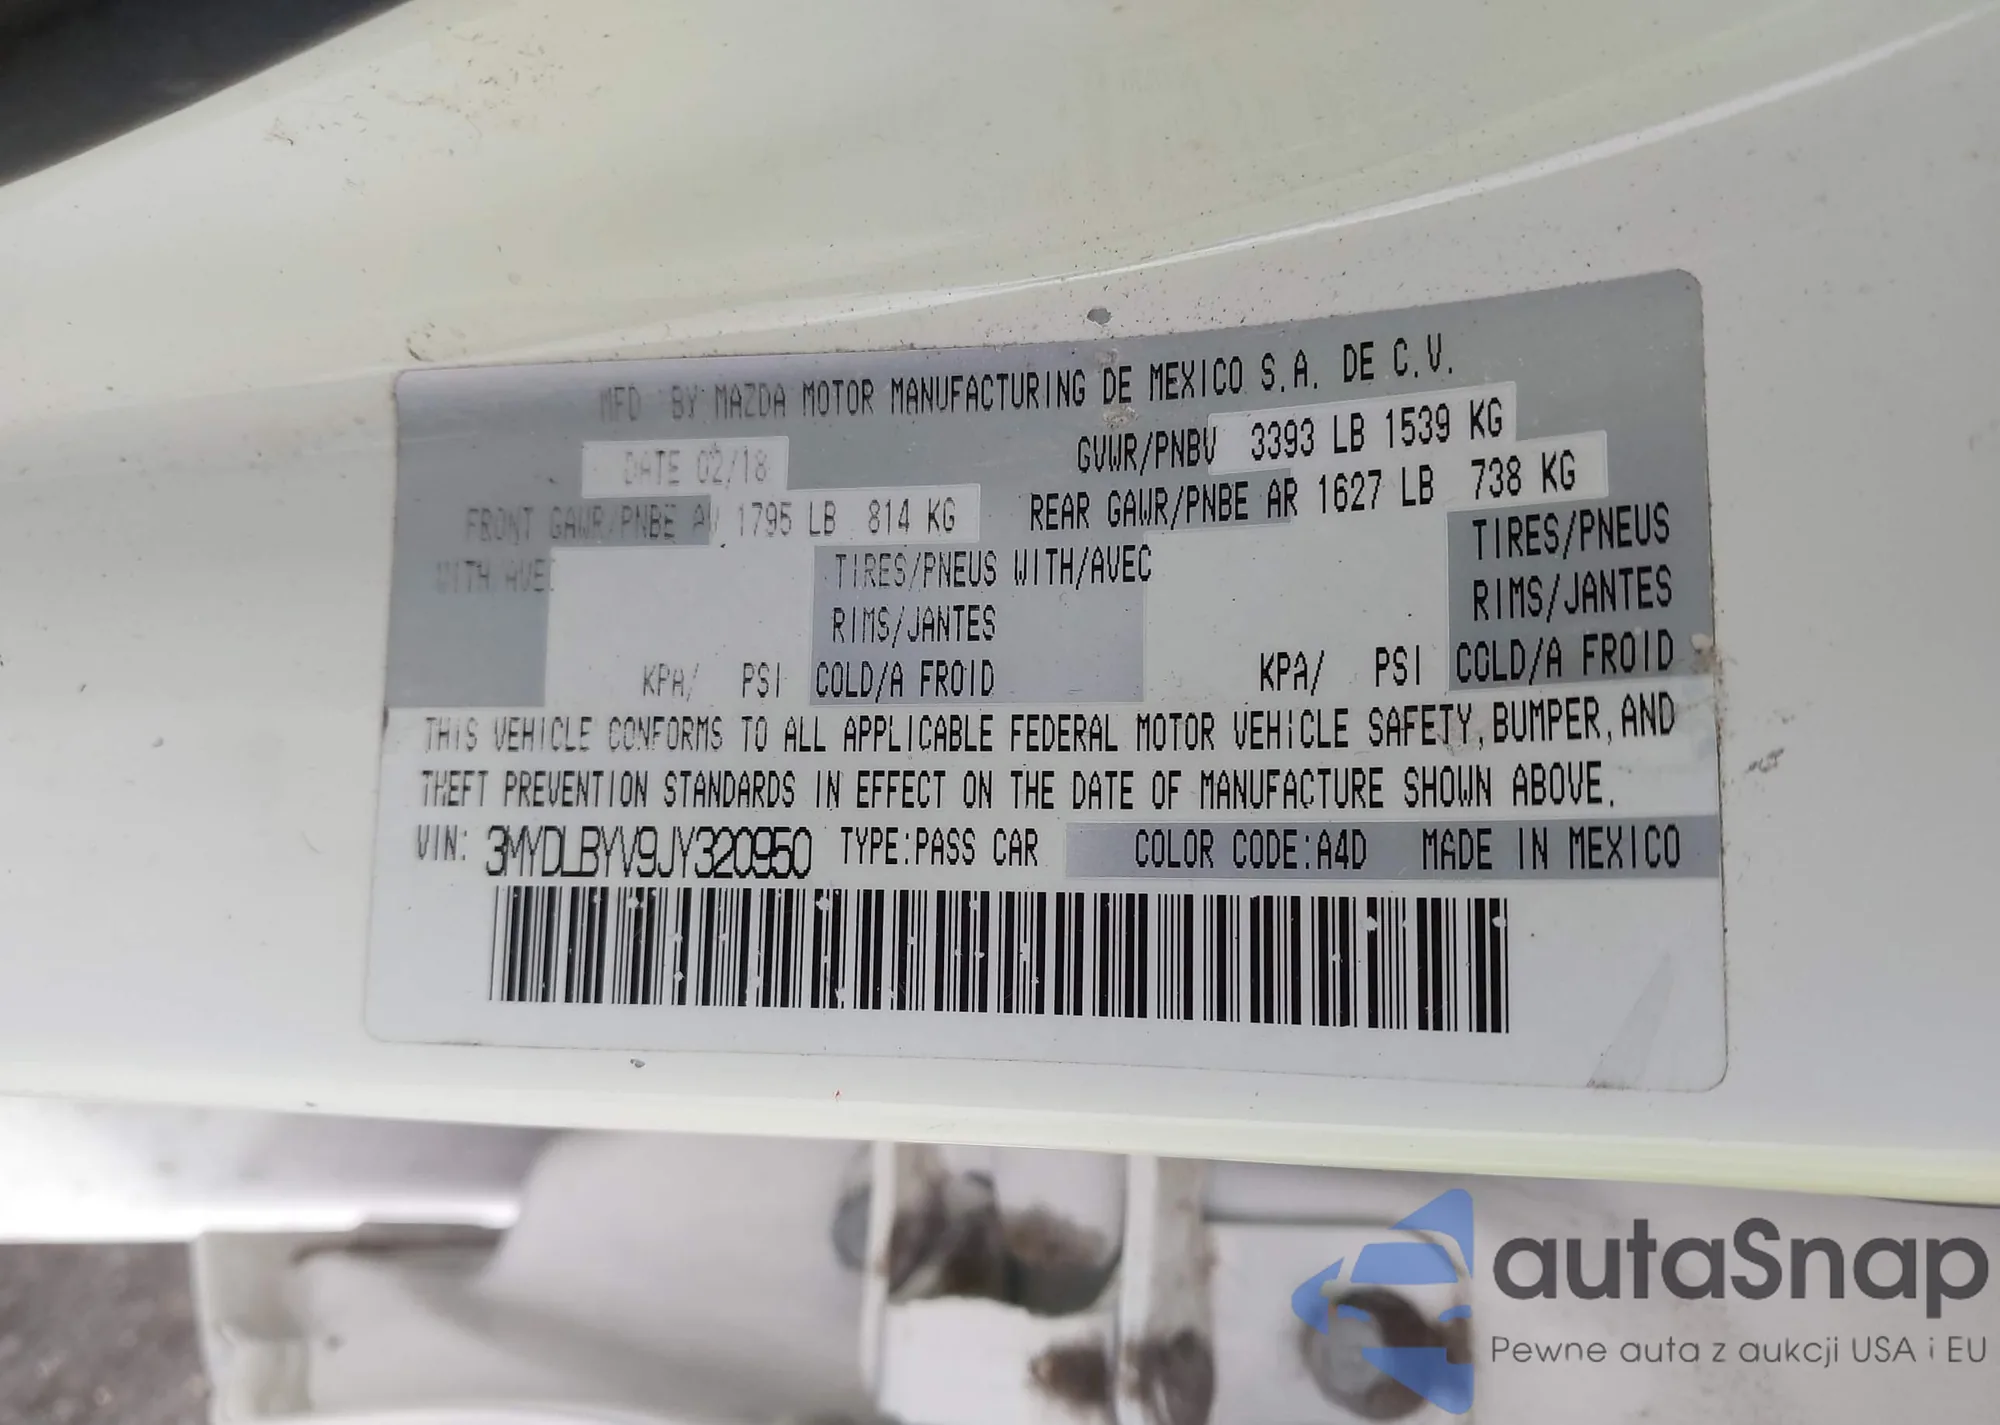 MFD BY MAZDA MOTOR MANUFACTURING DE MEXICO S.A. DE C.V.
DATE 02/18 GVWR/PNBV 3393 LB 1539 KG
FRONT GAWR/PNBE AV 1795 LB 814 KG REAR GAWR/PNBE AR 1627 LB 738 KG
WITH/AVEC TIRES/PNEUS WITH/AVEC TIRES/PNEUS
RIMS/JANTES RIMS/JANTES
KPA/ PSI COLD/A FROID KPA/ PSI COLD/A FROID
THIS VEHICLE CONFORMS TO ALL APPLICABLE FEDERAL MOTOR VEHICLE SAFETY, BUMPER, AND
THEFT PREVENTION STANDARDS IN EFFECT ON THE DATE OF MANUFACTURE SHOWN ABOVE.
VIN: 3MYDLBYV9JY320950 TYPE:PASS CAR COLOR CODE:A4D MADE IN MEXICO
autaSnap
Pewne auta z aukcji USA i EU